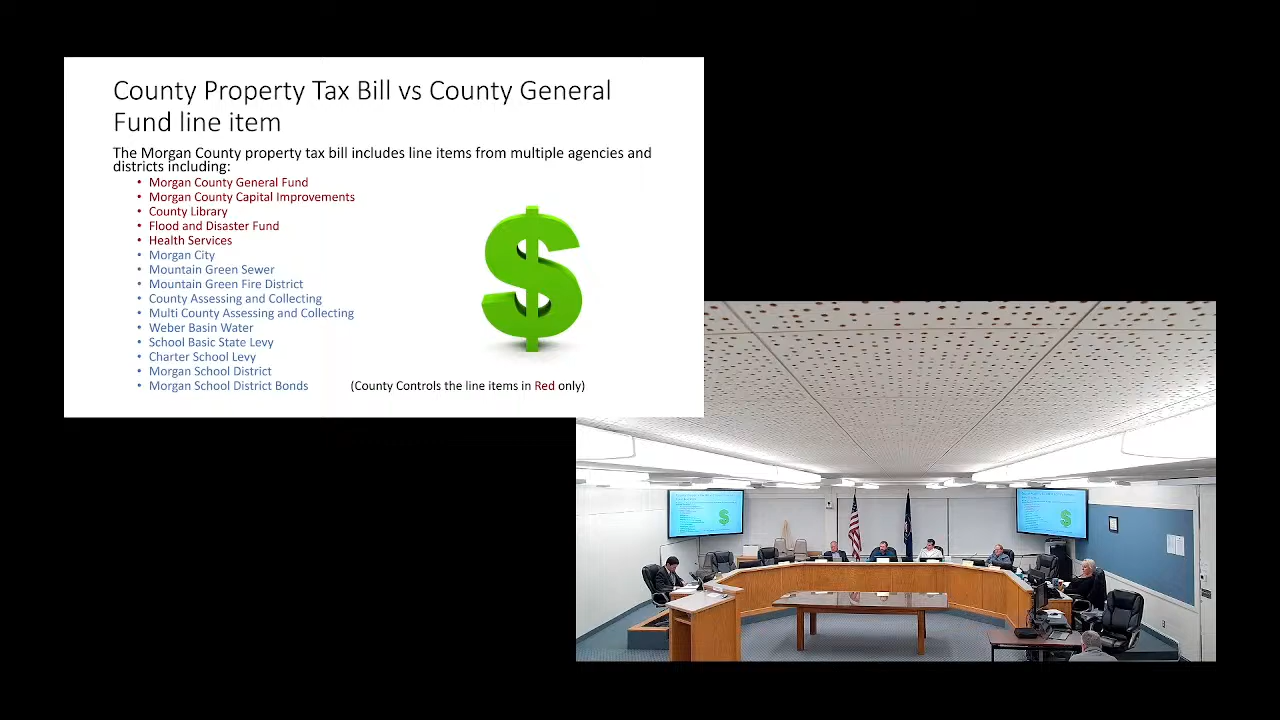 County Property Tax Bill vs County General
Fund line item
The Morgan County property tax bill includes line items from multiple agencies and
districts including:
• Morgan County General Fund
• Morgan County Capital Improvements
• County Library
• Flood and Disaster Fund
• Health Services
• Morgan City
• Mountain Green Sewer
• Mountain Green Fire District
• County Assessing and Collecting
• Multi County Assessing and Collecting
• Weber Basin Water
• School Basic State Levy
• Charter School Levy
• Morgan School District
• Morgan School District Bonds
(County Controls the line items in Red only)